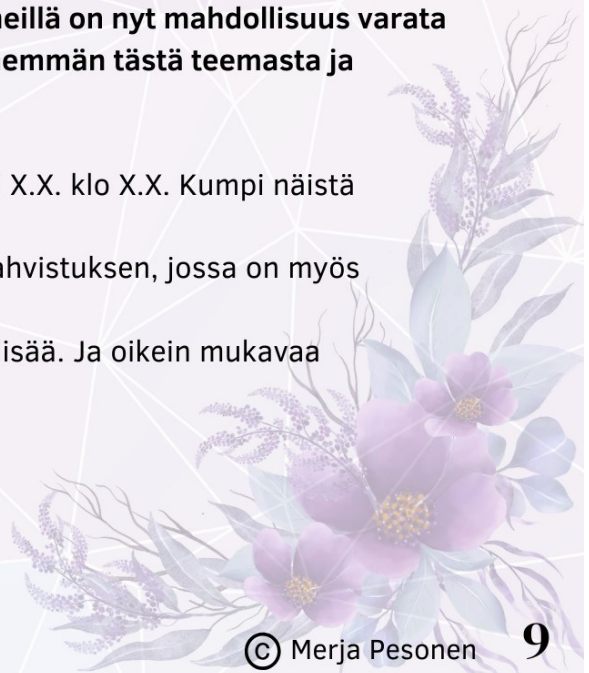 eillä on nyt mahdollisuus varata
emmän tästä teemasta ja
X.X. klo X.X. Kumpi näistä
ahvistuksen, jossa on myös
isää. Ja oikein mukavaa
© Merja Pesonen 9